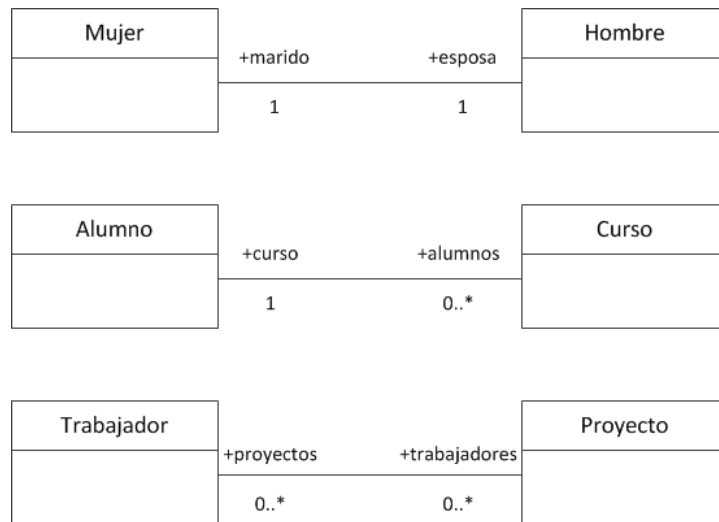 Mujer
Hombre
+marido
+esposa
1
1
Alumno
Curso
+curso
+alumnos
1
0..*
Trabajador
Proyecto
+proyectos
+trabajadores
0..*
0..*